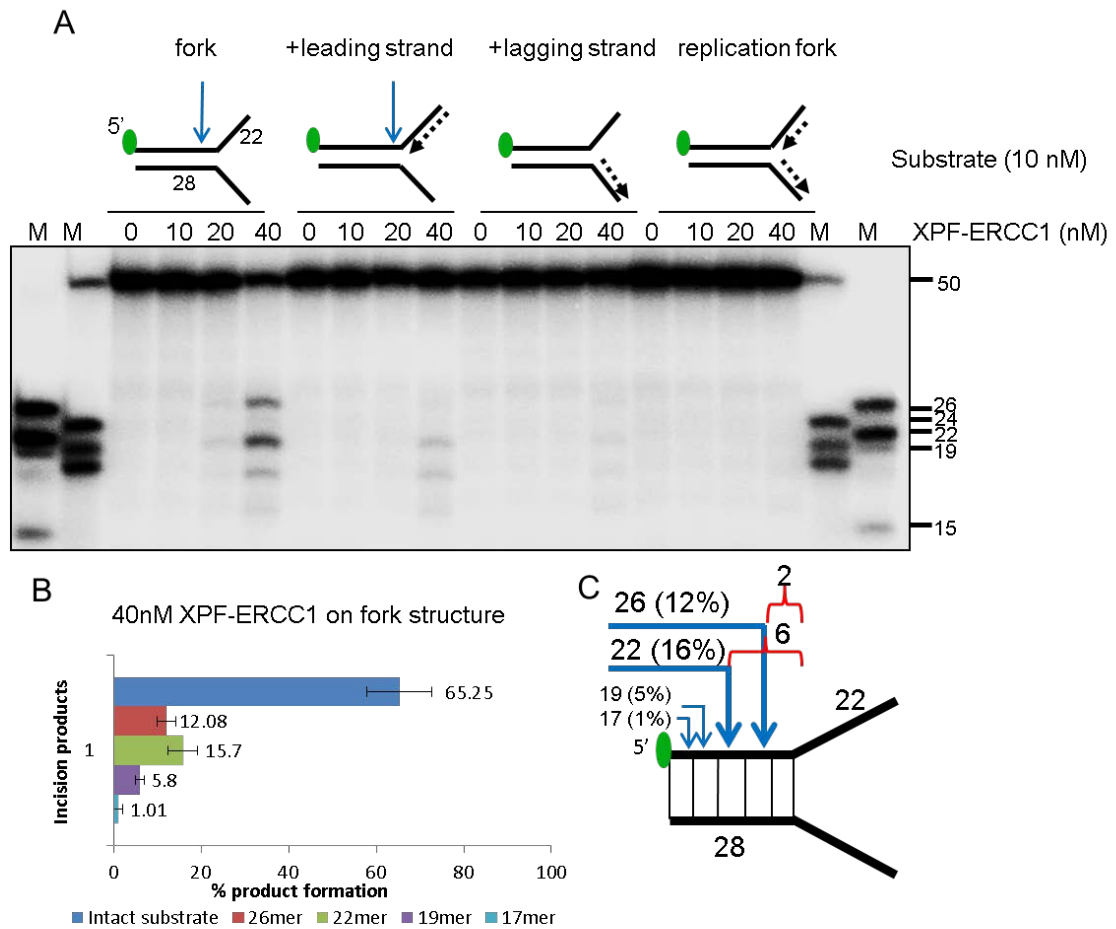 A
fork +leading strand +lagging strand replication fork
5' 22
28
Substrate (10 nM)
M M 0 10 20 40 0 10 20 40 0 10 20 40 0 10 20 40 M M XPF-ERCC1 (nM)
50
26
24
22
19
15
B
40nM XPF-ERCC1 on fork structure
Incision products
1
65.25
12.08
15.7
5.8
1.01
0 20 40 60 80 100
% product formation
Intact substrate 26mer 22mer 19mer 17mer
C
2
26 (12%)
6
22 (16%)
19 (5%)
17 (1%)
22
5'
28